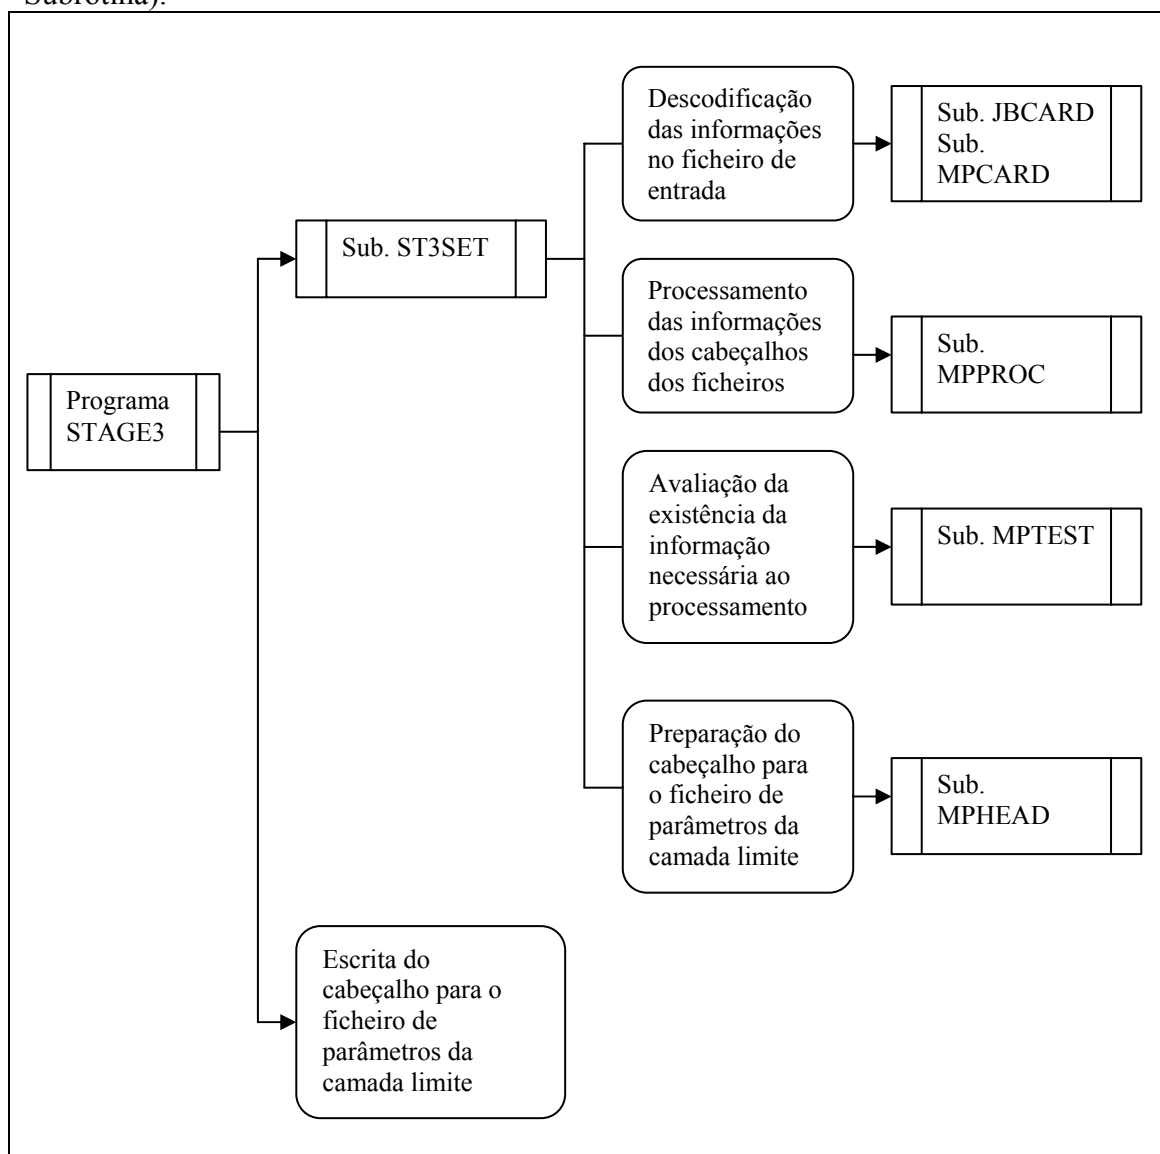 Subrotina).
Descodificação
das informações
no ficheiro de
entrada
Sub. JBCARD
Sub.
MPCARD
Sub. ST3SET
Processamento
das informações
dos cabeçalhos
dos ficheiros
Sub.
MPPROC
Programa
STAGE3
Avaliação da
existência da
informação
necessária ao
processamento
Sub. MPTEST
Preparação do
cabeçalho para
o ficheiro de
parâmetros da
camada limite
Sub.
MPHEAD
Escrita do
cabeçalho para o
ficheiro de
parâmetros da
camada limite